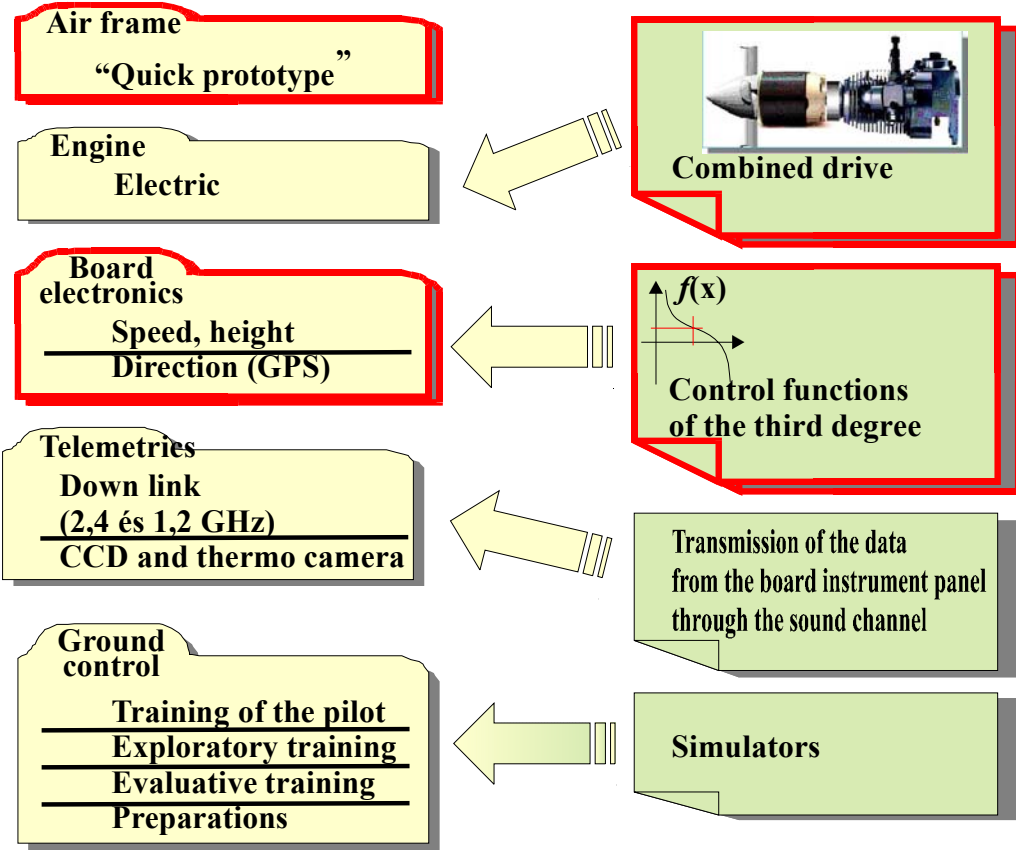 Air frame
“Quick prototype”
Engine
Electric
Combined drive
Board
electronics
Speed, height
Direction (GPS)
f(x)
Control functions
of the third degree
Telemetrics
Down link
(2,4 és 1,2 GHz)
CCD and thermo camera
Transmission of the data
from the board instrument panel
through the sound channel
Ground
control
Training of the pilot
Exploratory training
Evaluative training
Preparations
Simulators